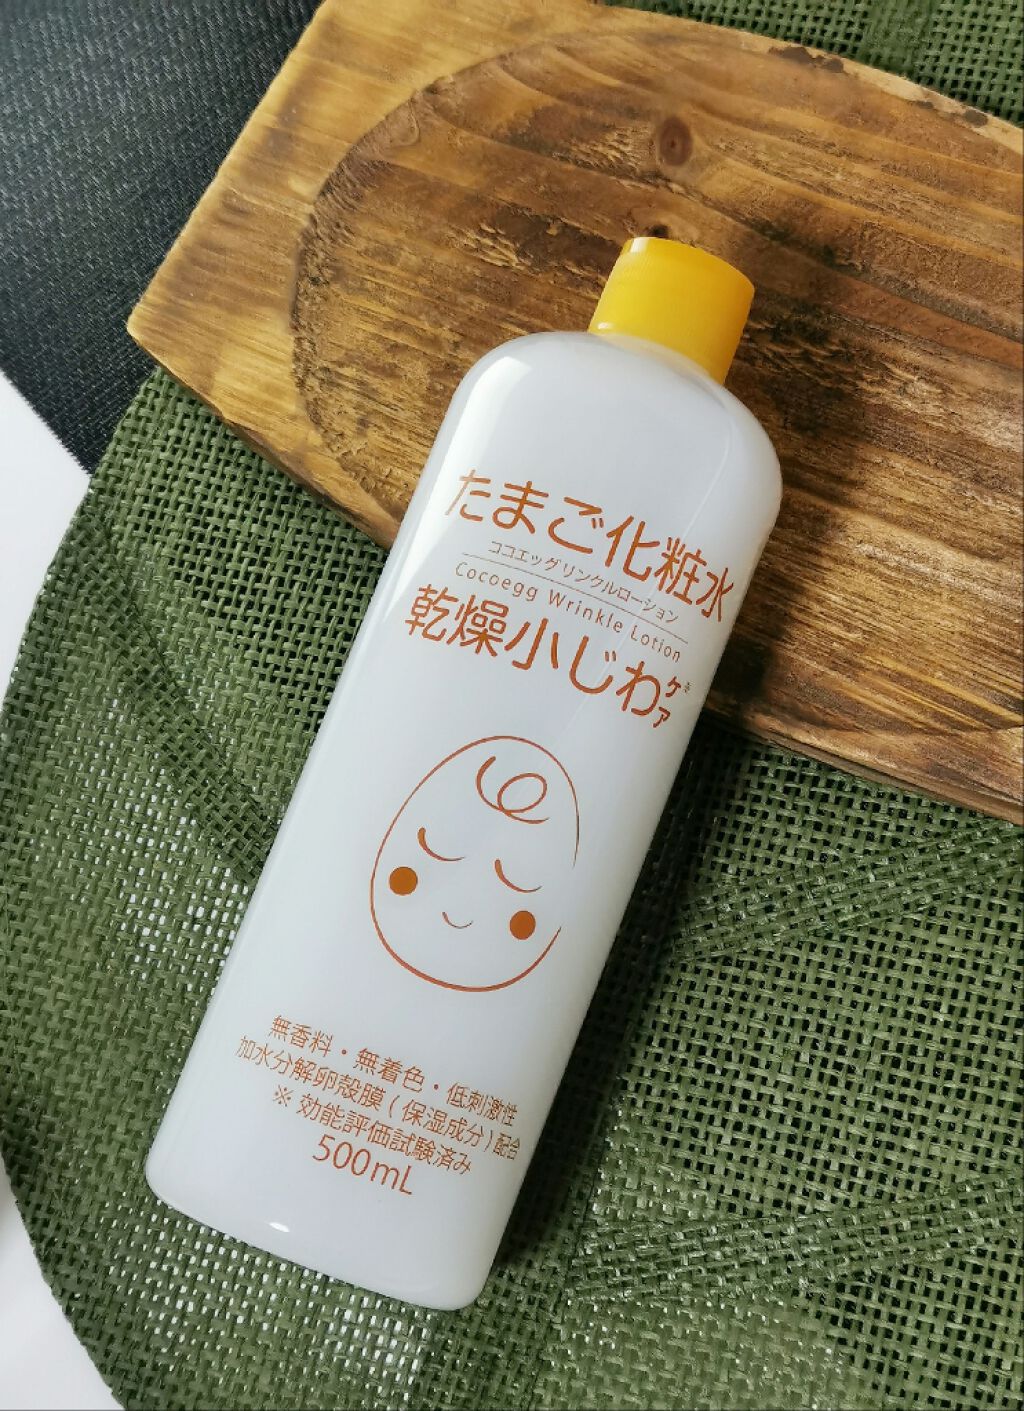 たまご化粧水
ココエッグリンクルローション
Cocoegg Wrinkle Lotion
乾燥小じわケア※
無香料・無着色・低刺激性
加水分解卵殻膜(保湿成分)配合
※ 効能評価試験済み
500mL